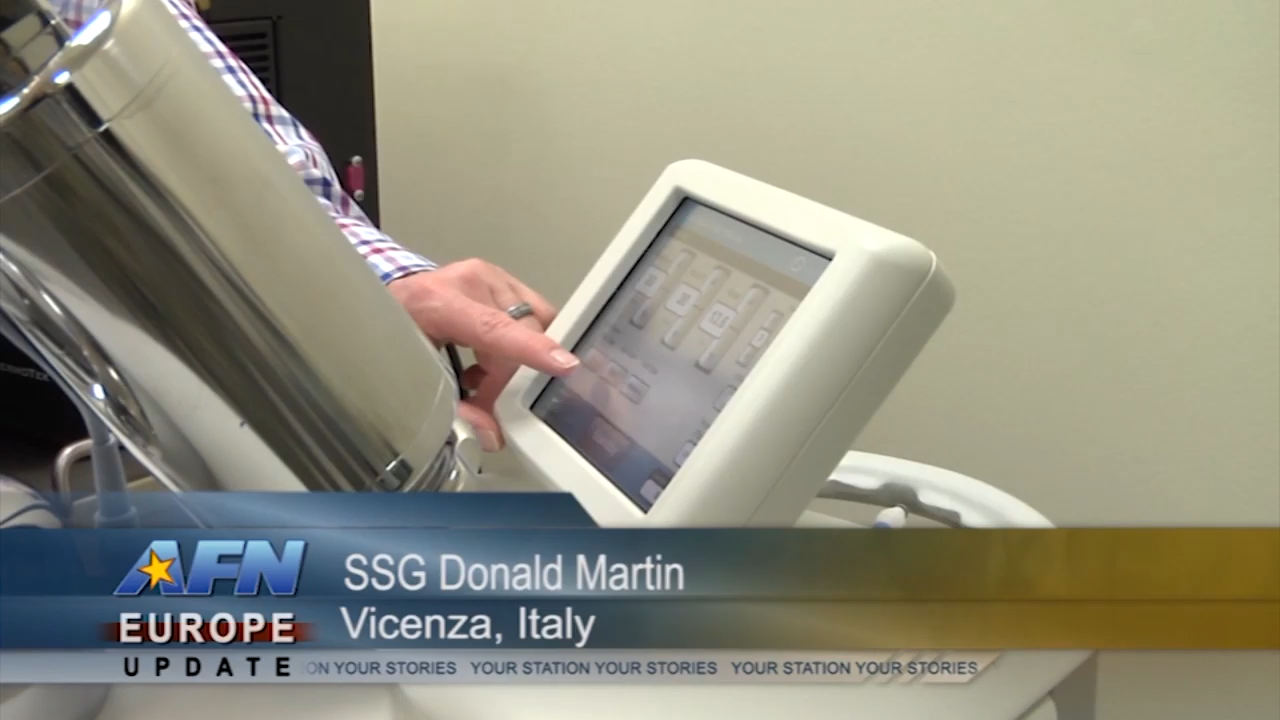 AFN
EUROPE
UPDATE
SSG Donald Martin
Vicenza, Italy
ON YOUR STORIES YOUR STATION YOUR STORIES YOUR STATION YOUR STORIES